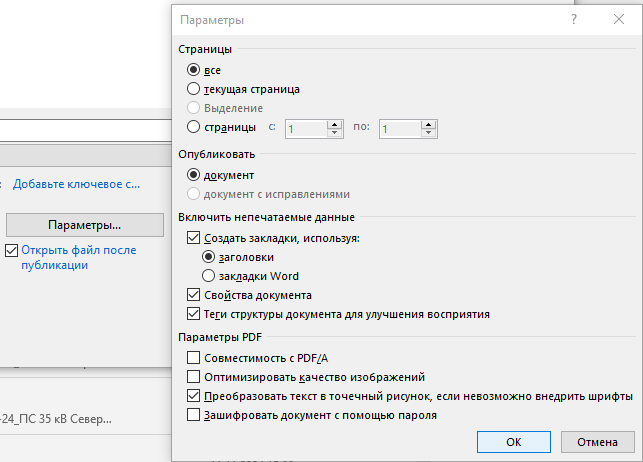 Параметры
?
Страницы
все
текущая страница
Выделение
страницы с: 1 по: 1
Опубликовать
документ
документ с исправлениями
Включить непечатаемые данные
Создать закладки, используя:
заголовки
закладки Word
Свойства документа
Теги структуры документа для улучшения восприятия
Параметры PDF
Совместимость с PDF/A
Оптимизировать качество изображений
Преобразовать текст в точечный рисунок, если невозможно внедрить шрифты
Зашифровать документ с помощью пароля
ОК
Отмена
: Добавьте ключевое с...
Параметры...
Открыть файл после
публикации
-24_ПС 35 кВ Север...